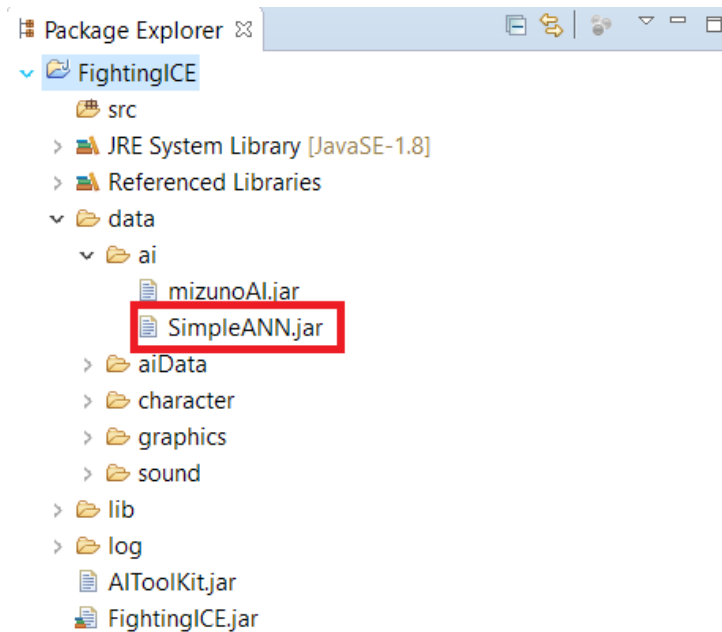 Package Explorer
FightingICE
src
JRE System Library [JavaSE-1.8]
Referenced Libraries
data
ai
mizunoAI.jar
SimpleANN.jar
aiData
character
graphics
sound
lib
log
AIToolKit.jar
FightingICE.jar